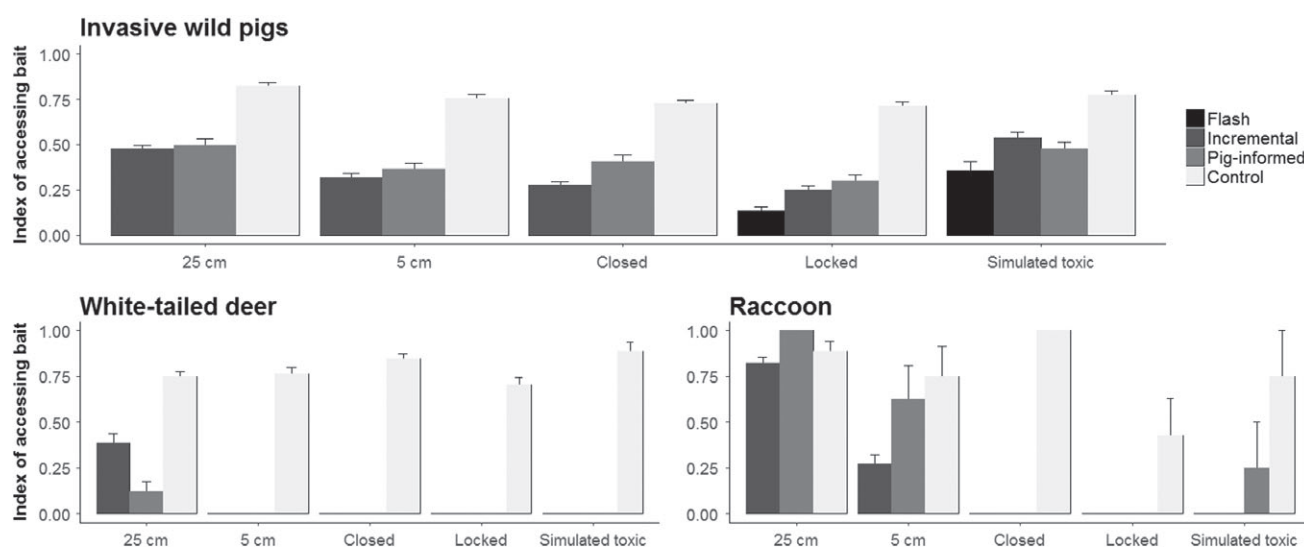 Invasive wild pigs
Index of accessing bait
1.00
0.75
0.50
0.25
0.00
25 cm 5 cm Closed Locked Simulated toxic
Flash
Incremental
Pig-informed
Control
White-tailed deer
Index of accessing bait
1.00
0.75
0.50
0.25
0.00
25 cm 5 cm Closed Locked Simulated toxic
Raccoon
1.00
0.75
0.50
0.25
0.00
25 cm 5 cm Closed Locked Simulated toxic